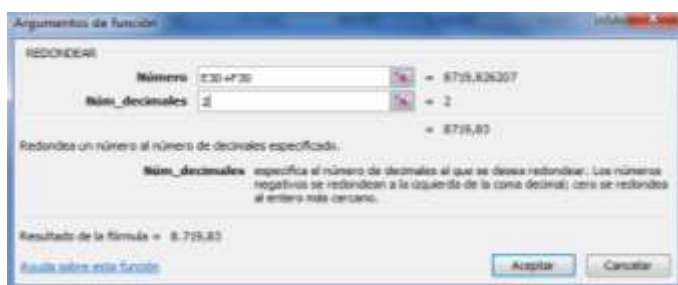 Argumentos de función
REDONDEAR
Número E30+F30 = 8719,826207
Núm_decimales 2 = 2
= 8719,83
Redondea un número al número de decimales especificado.
Núm_decimales especifica el número de decimales al que se desea redondear. Los números
negativos se redondean a la izquierda de la coma decimal; cero se redondea
al entero más cercano.
Resultado de la fórmula = 8.719,83
Ayuda sobre esta función
Aceptar Cancelar